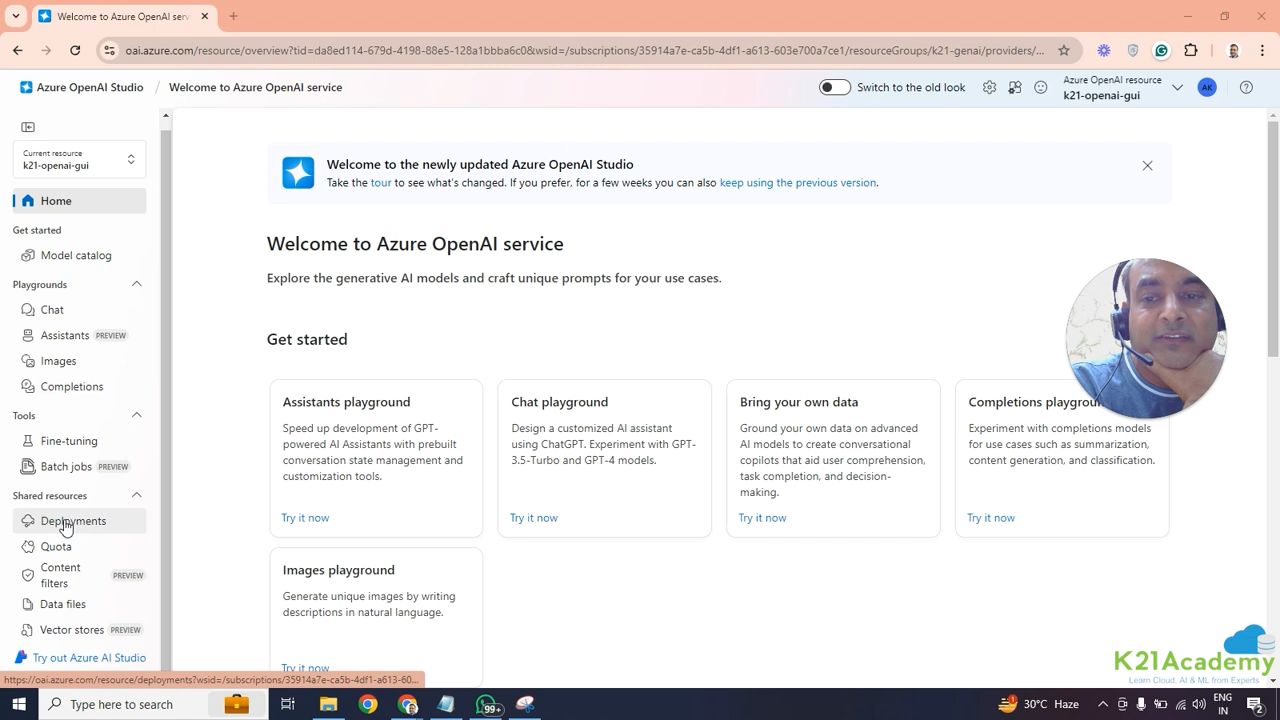 Welcome to Azure OpenAI serv
oai.azure.com/resource/overview?tid=da8ed114-679d-4198-88e5-128a1bbba6c0&wsid=/subscriptions/35914a7e-ca5b-4df1-a613-603e700a7ce1/resourceGroups/k21-genai/providers/...
Azure OpenAI Studio / Welcome to Azure OpenAI service
Switch to the old look
Azure OpenAI resource
k21-openai-gui
AK
Current resource
k21-openai-gui
Home
Get started
Model catalog
Playgrounds
Chat
Assistants PREVIEW
Images
Completions
Tools
Fine-tuning
Batch jobs PREVIEW
Shared resources
Deployments
Quota
Content
filters PREVIEW
Data files
Vector stores PREVIEW
Try out Azure AI Studio
Welcome to the newly updated Azure OpenAI Studio
Take the tour to see what's changed. If you prefer, for a few weeks you can also keep using the previous version.
Welcome to Azure OpenAI service
Explore the generative AI models and craft unique prompts for your use cases.
Get started
Assistants playground
Speed up development of GPT-
powered AI Assistants with prebuilt
conversation state management and
customization tools.
Try it now
Chat playground
Design a customized AI assistant
using ChatGPT. Experiment with GPT-
3.5-Turbo and GPT-4 models.
Try it now
Bring your own data
Ground your own data on advanced
AI models to create conversational
copilots that aid user comprehension,
task completion, and decision-
making.
Try it now
Completions playgroun
Experiment with completions models
for use cases such as summarization,
content generation, and classification.
Try it now
Images playground
Generate unique images by writing
descriptions in natural language.
Try it now
K21Academy
Learn Cloud, AI & ML from Experts
https://oai.azure.com/resource/deployments?wsid=/subscriptions/35914a7e-ca5b-4df1-a613-60...
Type here to search
99+
30°C Haze
ENG
IN
2